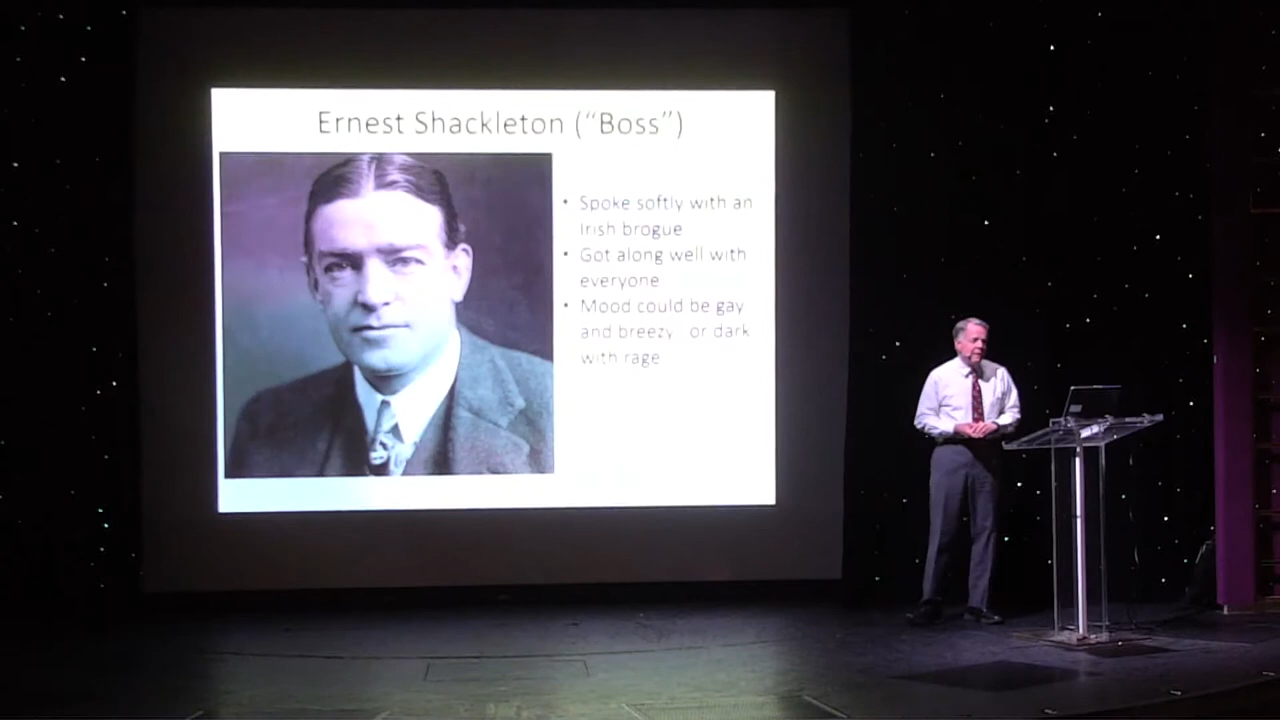 Ernest Shackleton (“Boss”)
• Spoke softly with an
Irish brogue
• Got along well with
everyone
• Mood could be gay
and breezy or dark
with rage